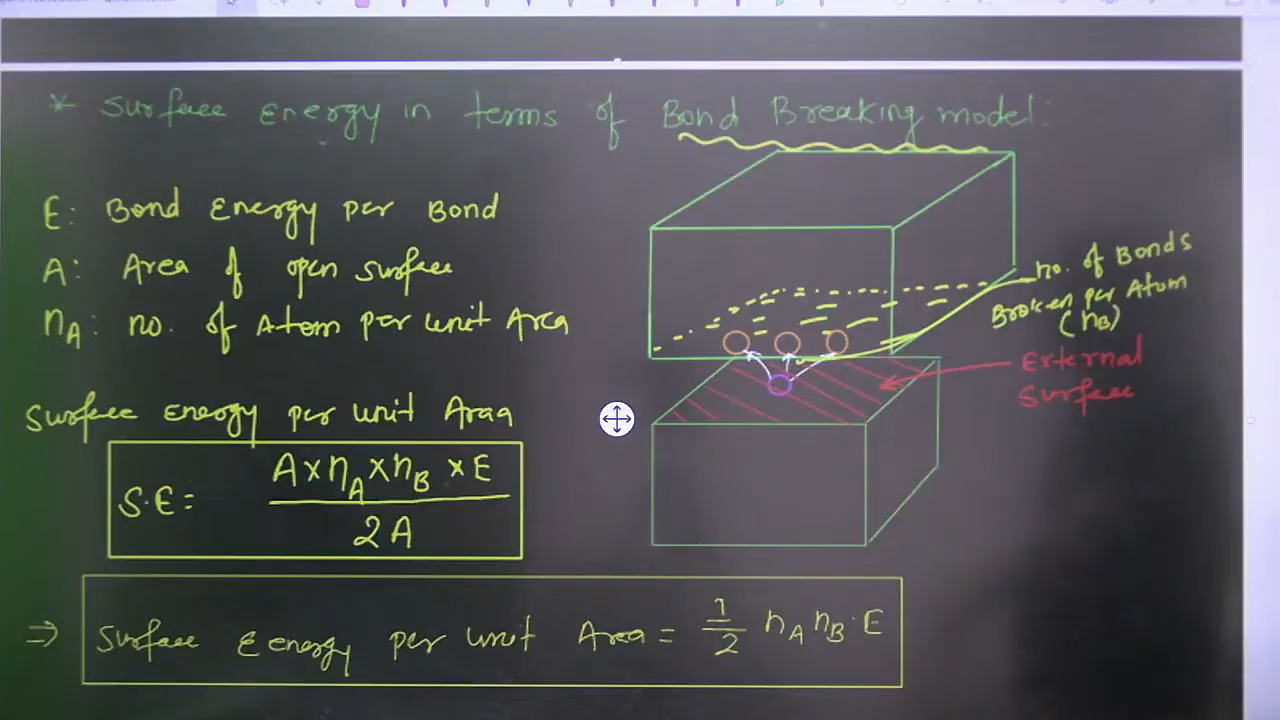 * Surface Energy in terms of Bond Breaking model:
E: Bond Energy per Bond
A: Area of open surface
nA: no. of Atom per unit Area
no. of Bonds
Broken per Atom
(nB)
External
Surface
Surface energy per unit Araa
S.E = A×nA×nB×E
2A
⇒ Surface Eenergy per unit Area = 1/2 nA nB·E